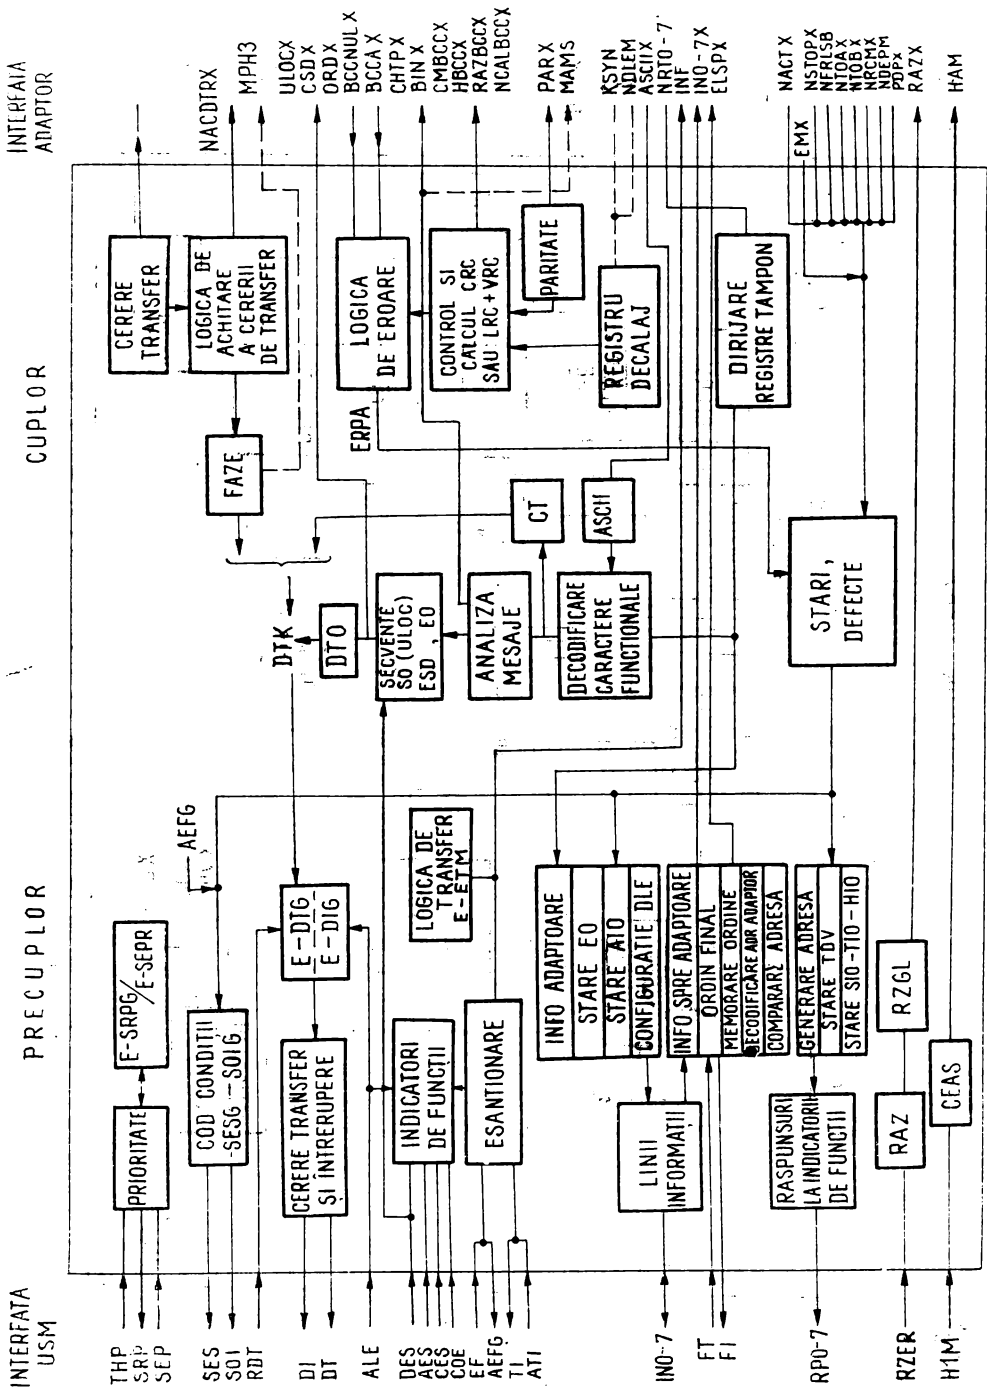 INTERFATA
USM
PRECUPLOR
CUPLOR
INTERFATA
ADAPTOR
THP
SRP
SEP
SES
SOI
RDT
DI
DT
ALE
DES
AES
CES
COE
EF
AEFG
TI
ATI
INO-7
FT
FI
RPO-7
RZER
H1M
PRIORITATE
E-SRPG/
E-SEPR
COD CONDITII
SESG - SOIG
AEFG
CERERE TRANSFER
ȘI ÎNTRERUPERE
E-DTG
E-DIG
INDICATORI
DE FUNCTII
ESANTIONARE
LOGICA DE
TRANSFER
E-ETM
LINII
INFORMATII
INFO ADAPTOARE
STARE EO
STARE AIO
CONFIGURATIE DLE
INFO SPRE ADAPTOARE
ORDIN FINAL
MEMORARE ORDINE
DECODIFICARE ADR ADAPTOR
COMPARARE ADRESA
GENERARE ADRESA
STARE TDV
STARE SIO-TIO-HIO
RASPUNSURI
LA INDICATORII
DE FUNCTII
RAZ
RZGL
CEAS
CERERE
TRANSFER
LOGICA DE
ACHITARE
A CERERII
DE TRANSFER
FAZE
DTK
DTO
SECVENTE
SO (ULOC)
ESD, EO
ANALIZA
MESAJE
CT
ASCII
DECODIFICARE
CARACTERE
FUNCTIONALE
LOGICA
DE EROARE
ERPA
CONTROL SI
CALCUL CRC
SAU LRC+VRC
PARITATE
REGISTRU
DECALAJ
DIRIJARE
REGISTRE TAMPON
STARI,
DEFECTE
NACDTRX
MPH3
ULOCX
CSDX
ORDX
BCCNULX
BCCAX
CHTPX
BINX
CMBCCX
HBCCX
RAZBCCX
NCALBCCX
PARX
MAMS
KSYN
NDLEM
ASCIIX
NRTO-7
INF
INO-7X
ELSPX
NACTX
EMX
NSTOPX
NFRLSB
NTOAX
NTOBX
NRCMX
NDEPM
PDPX
RAZX
HAM